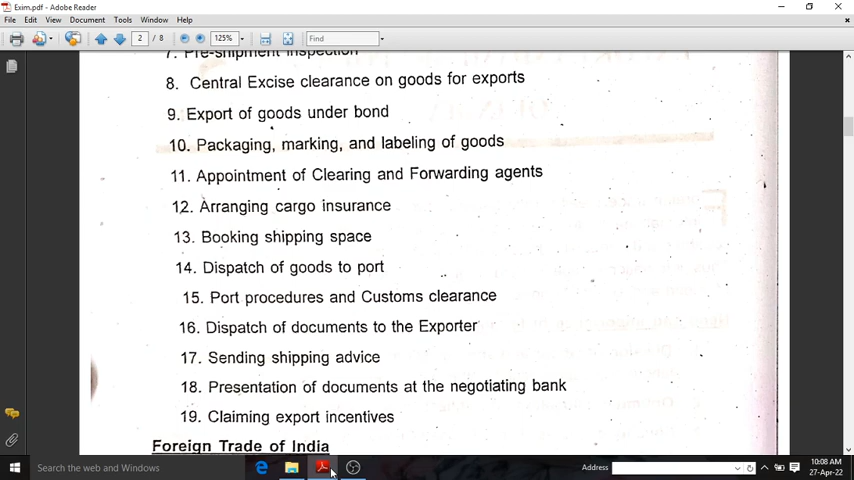 Exim.pdf - Adobe Reader
File Edit View Document Tools Window Help
2 / 8 125% Find
7. Pre-shipment inspection
8. Central Excise clearance on goods for exports
9. Export of goods under bond
10. Packaging, marking, and labeling of goods
11. Appointment of Clearing and Forwarding agents
12. Arranging cargo insurance
13. Booking shipping space
14. Dispatch of goods to port
15. Port procedures and Customs clearance
16. Dispatch of documents to the Exporter
17. Sending shipping advice
18. Presentation of documents at the negotiating bank
19. Claiming export incentives
Foreign Trade of India
Search the web and Windows
Address
10:08 AM
27-Apr-22